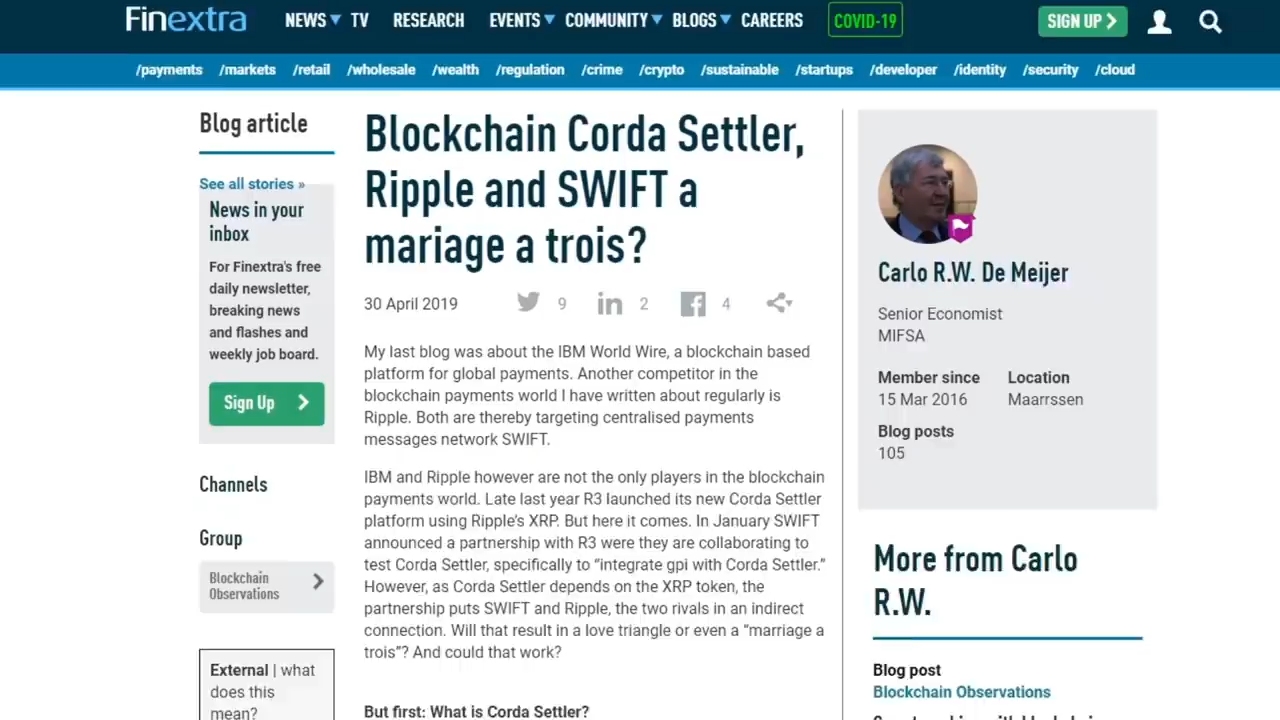 Finextra
NEWS TV RESEARCH EVENTS COMMUNITY BLOGS CAREERS COVID-19 SIGN UP
/payments /markets /retail /wholesale /wealth /regulation /crime /crypto /sustainable /startups /developer /identity /security /cloud
Blog article
See all stories »
News in your
inbox
For Finextra's free
daily newsletter,
breaking news
and flashes and
weekly job board.
Sign Up
Channels
Group
Blockchain
Observations
External | what
does this
mean?
Blockchain Corda Settler,
Ripple and SWIFT a
mariage a trois?
30 April 2019 9 2 4
My last blog was about the IBM World Wire, a blockchain based
platform for global payments. Another competitor in the
blockchain payments world I have written about regularly is
Ripple. Both are thereby targeting centralised payments
messages network SWIFT.
IBM and Ripple however are not the only players in the blockchain
payments world. Late last year R3 launched its new Corda Settler
platform using Ripple's XRP. But here it comes. In January SWIFT
announced a partnership with R3 were they are collaborating to
test Corda Settler, specifically to “integrate gpi with Corda Settler.”
However, as Corda Settler depends on the XRP token, the
partnership puts SWIFT and Ripple, the two rivals in an indirect
connection. Will that result in a love triangle or even a “marriage a
trois”? And could that work?
But first: What is Corda Settler?
Carlo R.W. De Meijer
Senior Economist
MIFSA
Member since Location
15 Mar 2016 Maarssen
Blog posts
105
More from Carlo
R.W.
Blog post
Blockchain Observations